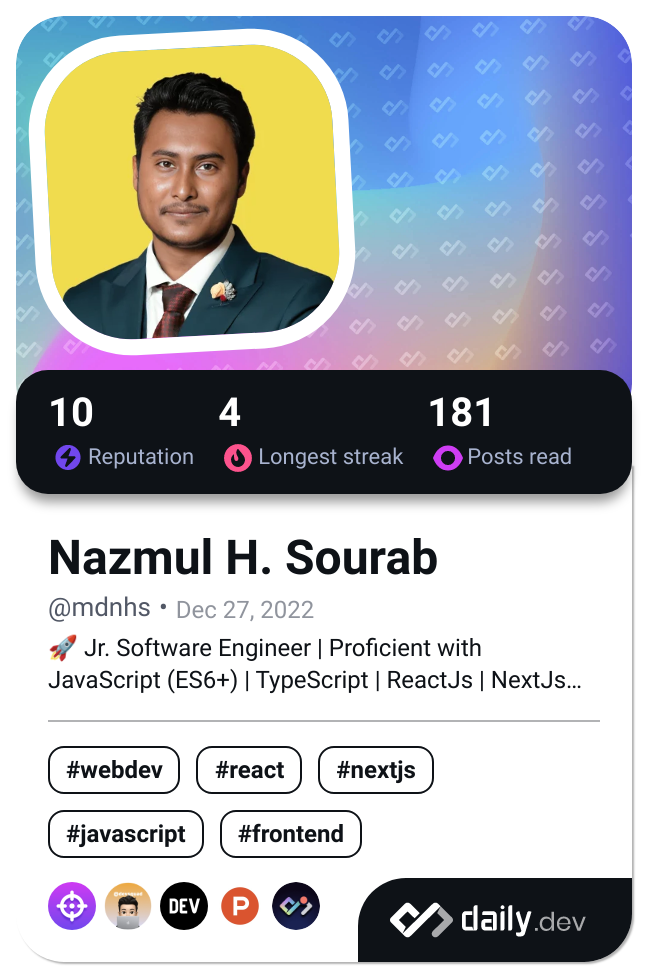 10 4 181
Reputation Longest streak Posts read
Nazmul H. Sourab
@mdnhs • Dec 27, 2022
🚀 Jr. Software Engineer | Proficient with
JavaScript (ES6+) | TypeScript | ReactJs | NextJs...
#webdev #react #nextjs
#javascript #frontend
DEV P
daily.dev